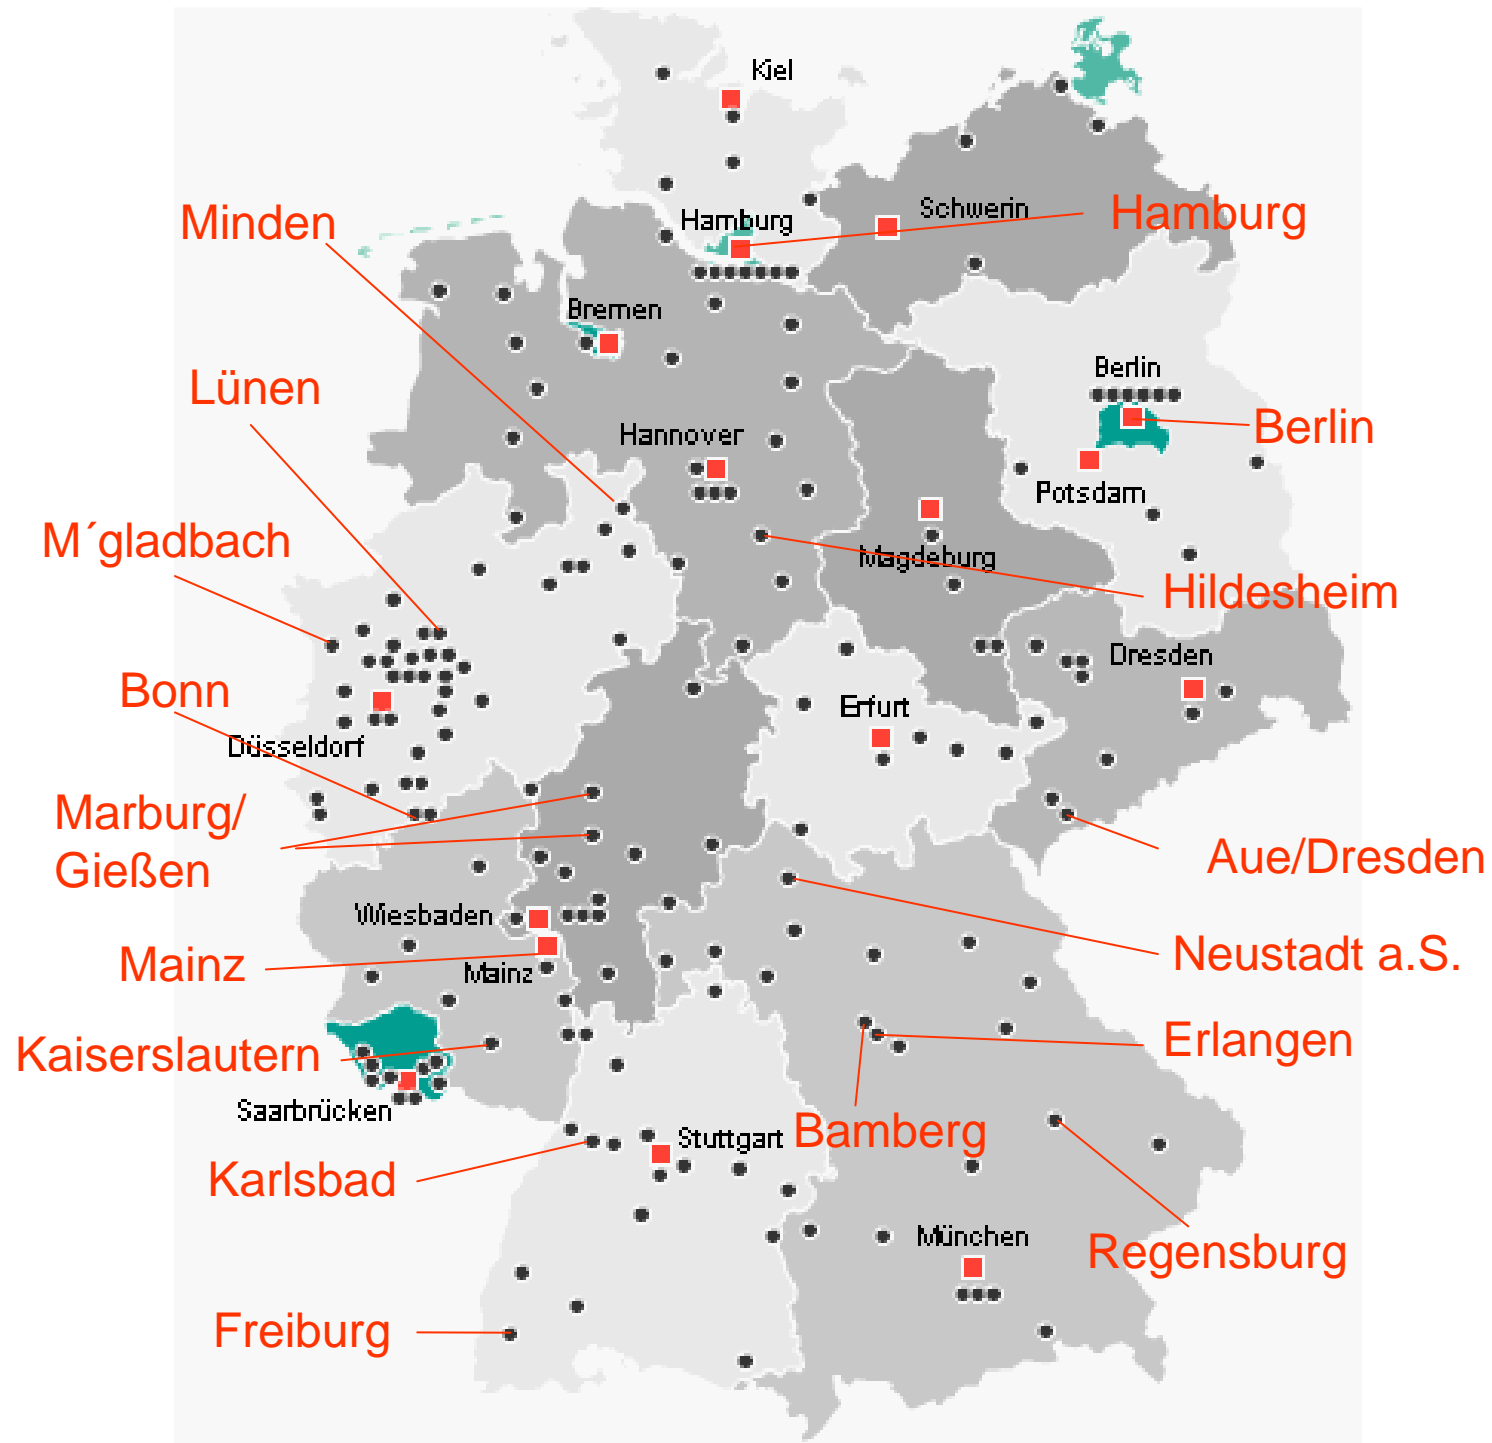 Kiel
Schwerin
Hamburg
Hamburg
Minden
Bremen
Berlin
Lünen
Berlin
Hannover
Potsdam
M´gladbach
Magdeburg
Hildesheim
Dresden
Bonn
Erfurt
Düsseldorf
Marburg/
Gießen
Aue/Dresden
Wiesbaden
Neustadt a.S.
Mainz
Mainz
Kaiserslautern
Erlangen
Saarbrücken
Bamberg
Stuttgart
Karlsbad
München
Regensburg
Freiburg